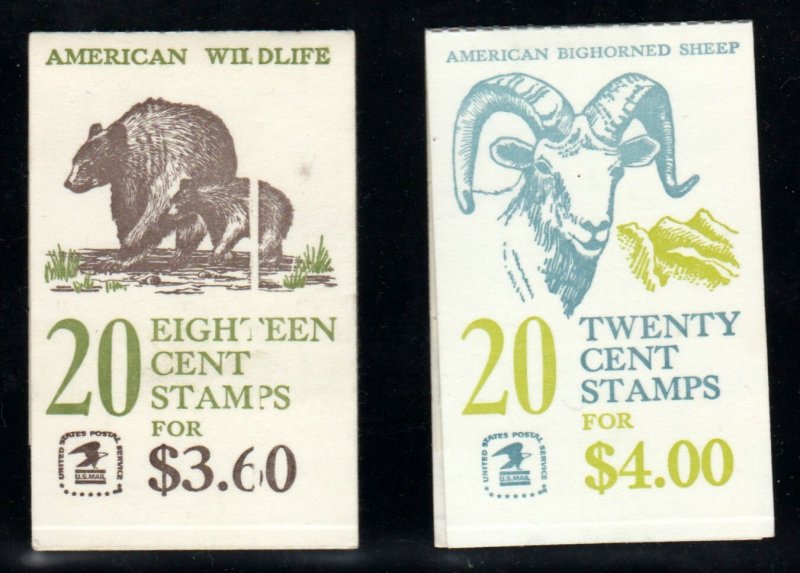 AMERICAN WILDLIFE
20 EIGHTEEN
CENT
STAMPS
FOR
$3.60
UNITED STATES POSTAL SERVICE
U.S.MAIL
AMERICAN BIGHORNED SHEEP
20 TWENTY
CENT
STAMPS
FOR
$4.00
UNITED STATES POSTAL SERVICE
U.S.MAIL